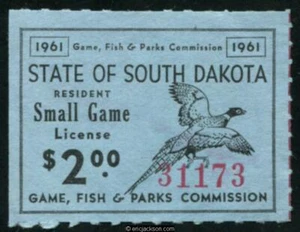 1961 Game, Fish & Parks Commission 1961
STATE OF SOUTH DAKOTA
RESIDENT
Small Game
License
$2.00
31173
GAME, FISH & PARKS COMMISSION
© ericjackson.com